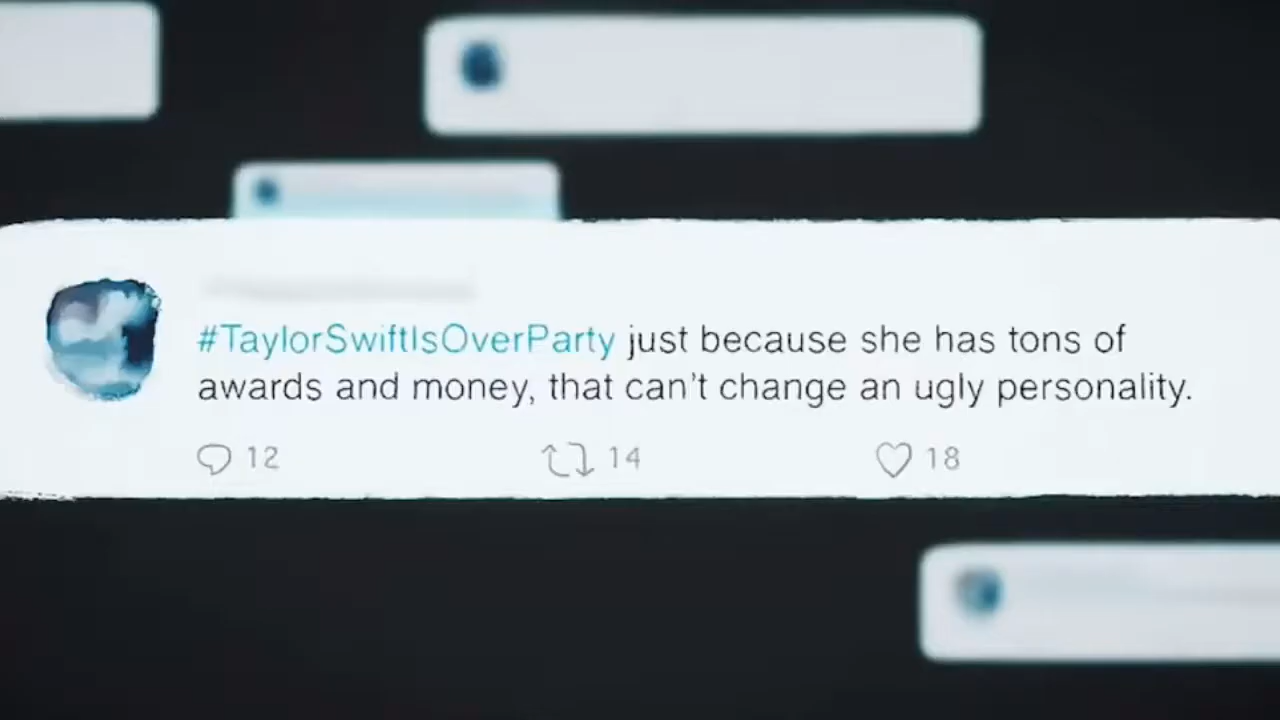 #TaylorSwiftIsOverParty just because she has tons of
awards and money, that can't change an ugly personality.
12 14 18